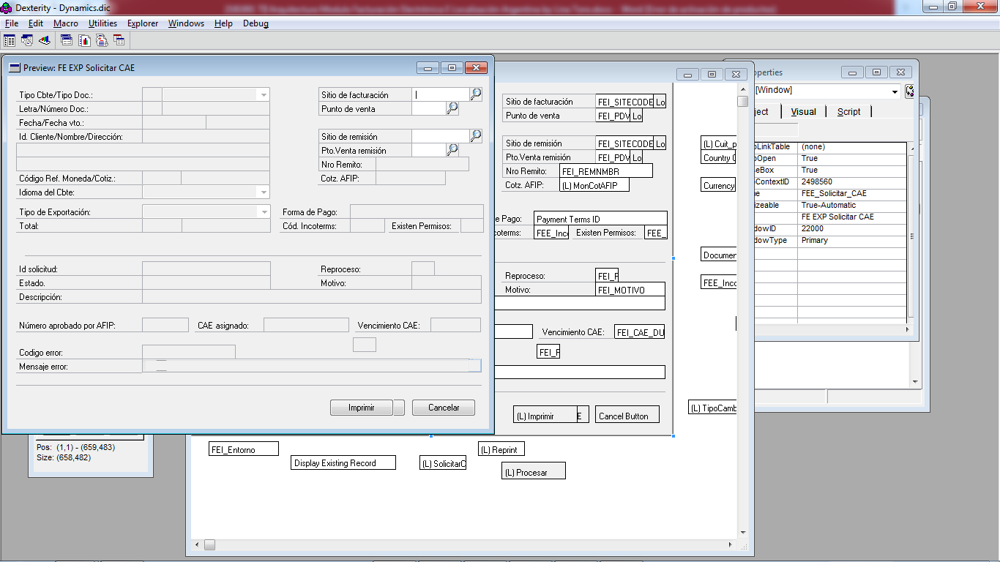 Dexterity - Dynamics.dic
File Edit Macro Utilities Explorer Windows Help Debug
Preview: FE EXP Solicitar CAE
Tipo Cbte/Tipo Doc.:
Sitio de facturación
Letra/Número Doc.:
Punto de venta
Fecha/Fecha vto.:
Id. Cliente/Nombre/Dirección:
Sitio de remisión
Pto.Venta remisión
Nro Remito:
Código Ref. Moneda/Cotiz.:
Cotz. AFIP:
Idioma del Cbte:
Tipo de Exportación:
Forma de Pago:
Total:
Cód. Incoterms:
Existen Permisos:
Id solicitud:
Reproceso:
Estado.
Motivo:
Descripción:
Número aprobado por AFIP:
CAE asignado:
Vencimiento CAE:
Codigo error:
Mensaje error:
Imprimir
Cancelar
Sitio de facturación FEI_SITECODE Lo
Punto de venta FEI_PDV Lo
Sitio de remisión FEI_SITECODE Lo
Pto.Venta remisión FEI_PDV Lo
Nro Remito: FEI_REMNMBR
Cotz. AFIP: (L) MonCotAFIP
e Pago: Payment Terms ID
oterms: FEE_Inc Existen Permisos: FEE_
Reproceso: FEI_F
Motivo: FEI_MOTIVO
Vencimiento CAE: FEI_CAE_DU
FEI_F
(L) Imprimir E Cancel Button
(L) Cuit_p
Country C
Currency
Documen
FEE_Inco
(L) TipoCamb
FEI_Entorno
(L) Reprint
Display Existing Record
(L) SolicitarC
(L) Procesar
operties
[Window]
ject Visual Script
oLinkTable (none)
oOpen True
eBox True
oContextID 2498560
ne FEE_Solicitar_CAE
izeable True-Automatic
FE EXP Solicitar CAE
dowID 22000
dowType Primary
Pos: (1,1) - (659,483)
Size: (658,482)